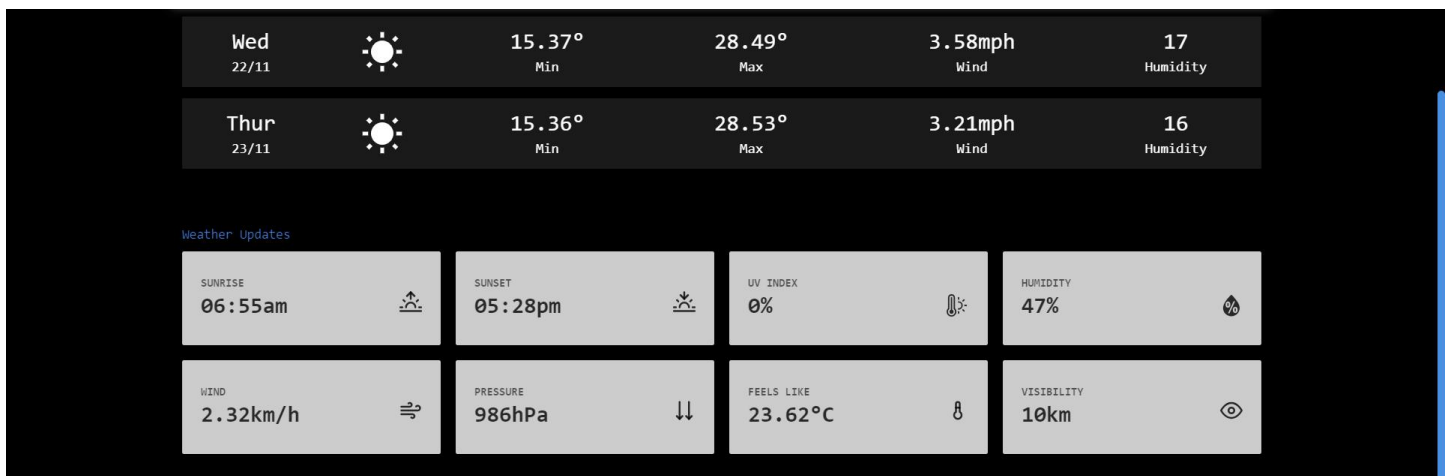 Wed 15.37° 28.49° 3.58mph 17
22/11 Min Max Wind Humidity
Thur 15.36° 28.53° 3.21mph 16
23/11 Min Max Wind Humidity
Weather Updates
SUNRISE SUNSET UV INDEX HUMIDITY
06:55am 05:28pm 0% 47%
WIND PRESSURE FEELS LIKE VISIBILITY
2.32km/h 986hPa 23.62°C 10km